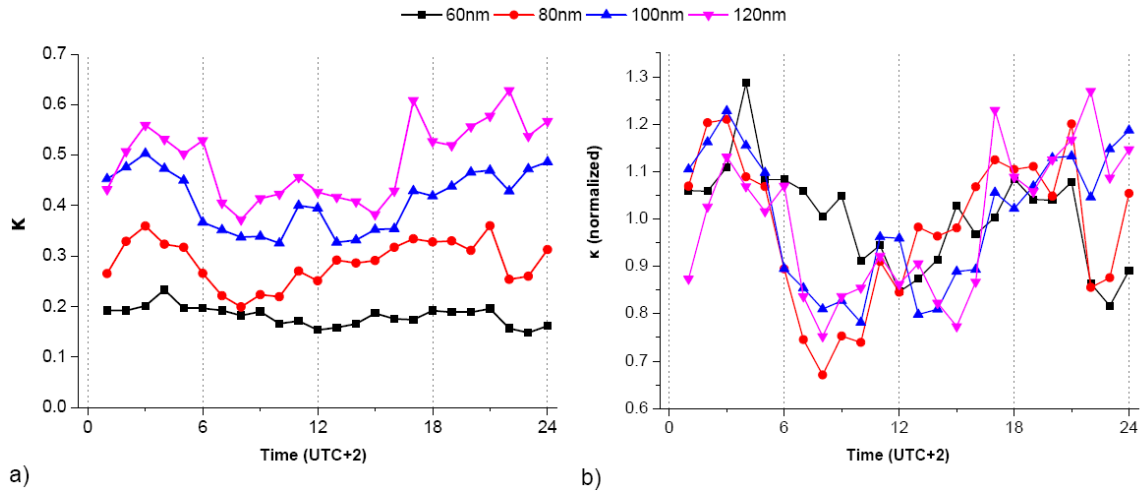 60nm 80nm 100nm 120nm
0.7
0.6
0.5
0.4
0.3
0.2
0.1
0.0
K
0 6 12 18 24
Time (UTC+2)
a)
1.3
1.2
1.1
1.0
0.9
0.8
0.7
0.6
κ (normalized)
0 6 12 18 24
Time (UTC+2)
b)